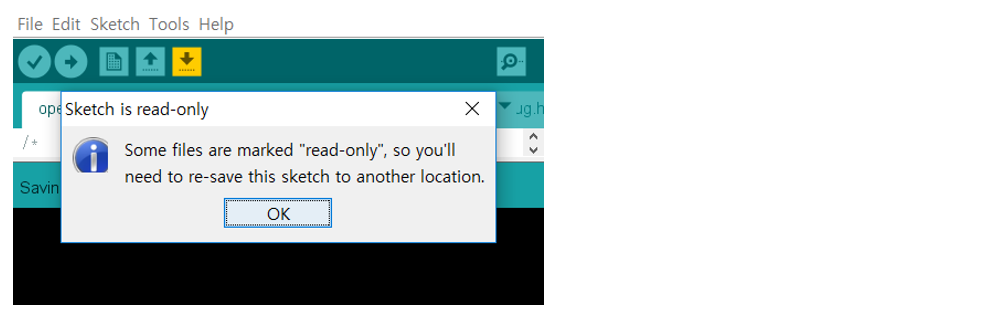 File Edit Sketch Tools Help
ope
ug.h
Sketch is read-only
/*
Some files are marked "read-only", so you'll
need to re-save this sketch to another location.
Savin
OK